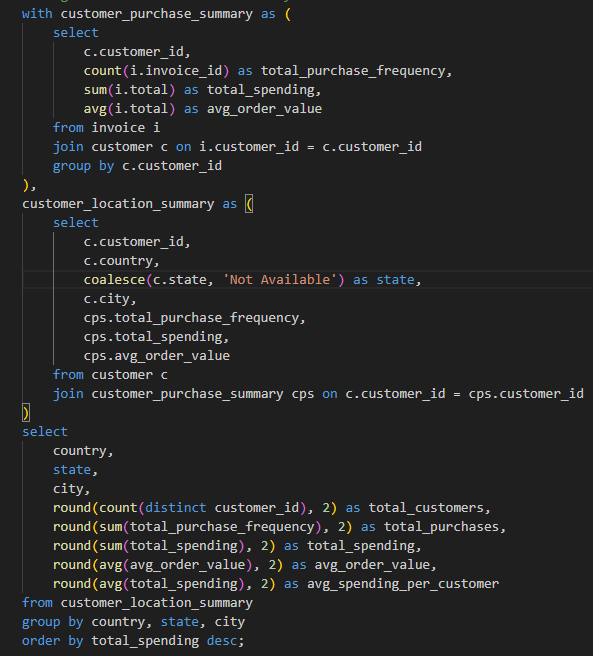 with customer_purchase_summary as (
select
c.customer_id,
count(i.invoice_id) as total_purchase_frequency,
sum(i.total) as total_spending,
avg(i.total) as avg_order_value
from invoice i
join customer c on i.customer_id = c.customer_id
group by c.customer_id
),
customer_location_summary as (
select
c.customer_id,
c.country,
coalesce(c.state, 'Not Available') as state,
c.city,
cps.total_purchase_frequency,
cps.total_spending,
cps.avg_order_value
from customer c
join customer_purchase_summary cps on c.customer_id = cps.customer_id
)
select
country,
state,
city,
round(count(distinct customer_id), 2) as total_customers,
round(sum(total_purchase_frequency), 2) as total_purchases,
round(sum(total_spending), 2) as total_spending,
round(avg(avg_order_value), 2) as avg_order_value,
round(avg(total_spending), 2) as avg_spending_per_customer
from customer_location_summary
group by country, state, city
order by total_spending desc;